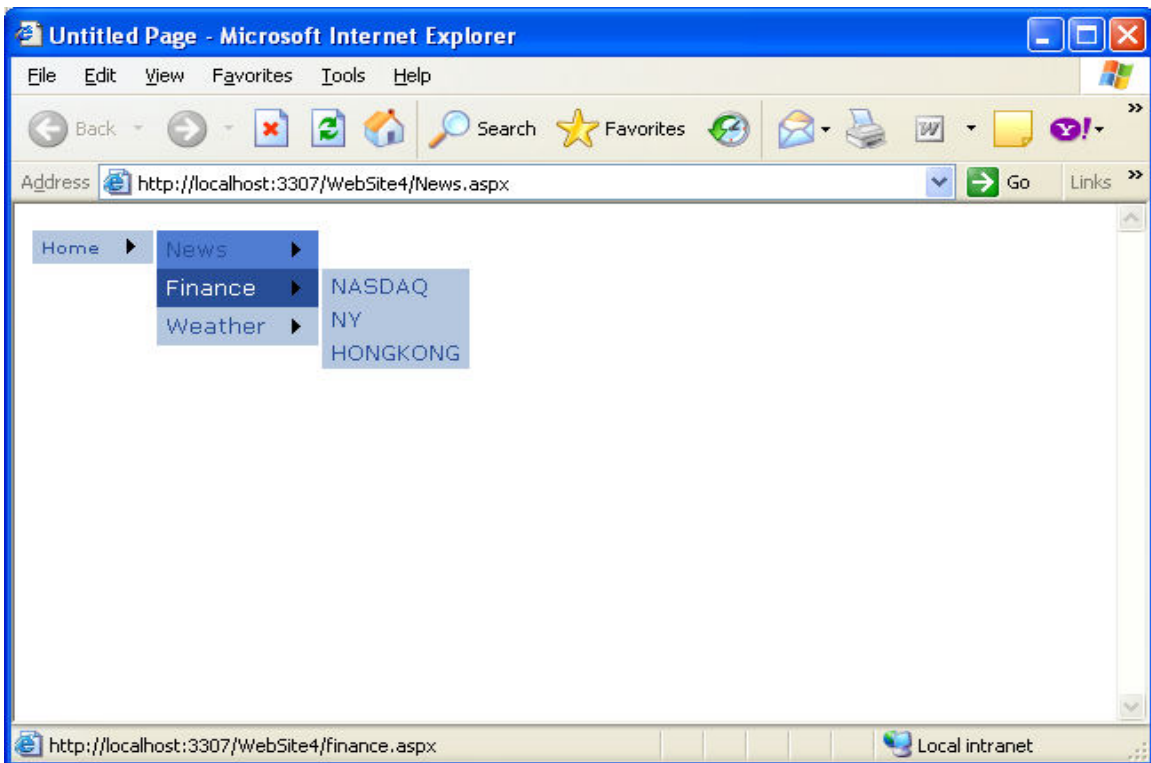 Untitled Page - Microsoft Internet Explorer
File Edit View Favorites Tools Help
Back Search Favorites W Y! »
Address http://localhost:3307/WebSite4/News.aspx Go Links »
Home News
Finance NASDAQ
Weather NY
HONGKONG
http://localhost:3307/WebSite4/finance.aspx Local intranet